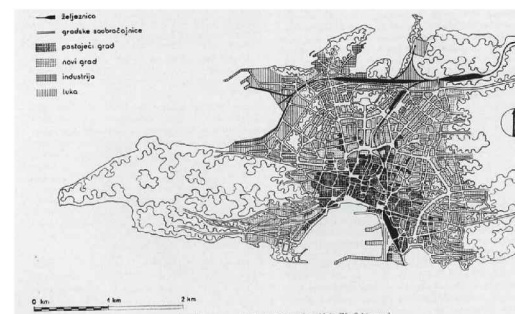 željeznica
gradske saobraćajnice
postojeći grad
novi grad
industrija
luka
0 km
1 km
2 km